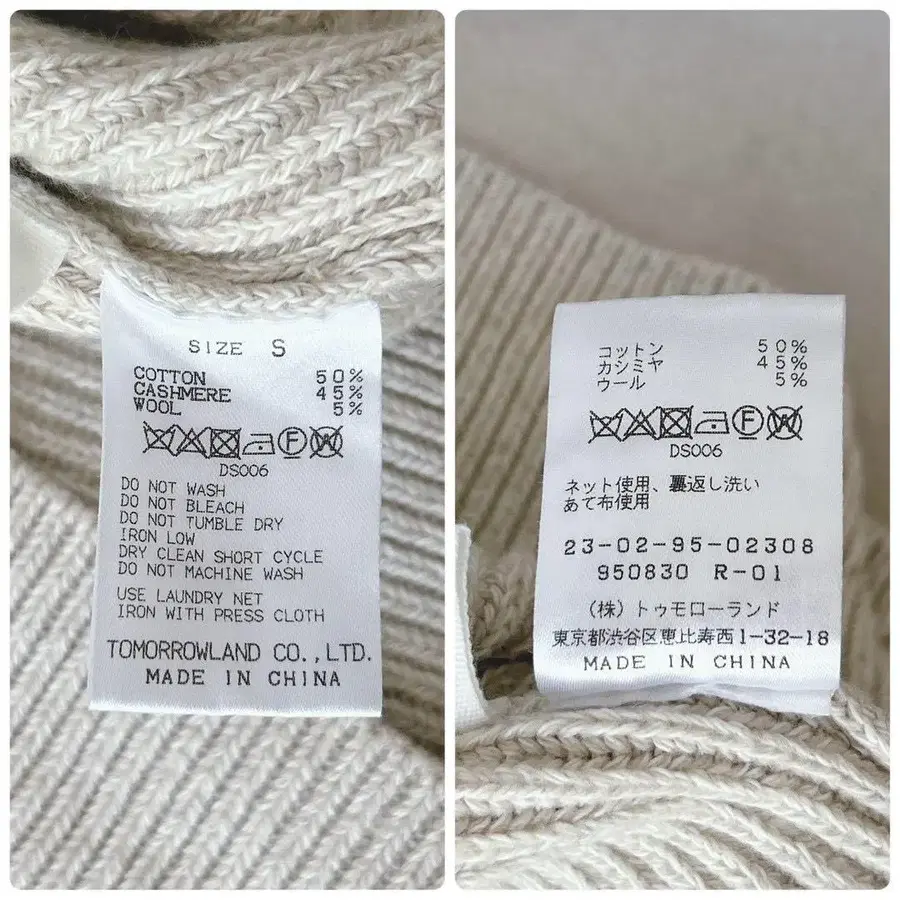 SIZE S
COTTON 50%
CASHMERE 45%
WOOL 5%
DS006
DO NOT WASH
DO NOT BLEACH
DO NOT TUMBLE DRY
IRON LOW
DRY CLEAN SHORT CYCLE
DO NOT MACHINE WASH
USE LAUNDRY NET
IRON WITH PRESS CLOTH
TOMORROWLAND CO.,LTD.
MADE IN CHINA
コットン 50%
カシミヤ 45%
ウール 5%
F W
DS006
ネット使用、裏返し洗い
あて布使用
23-02-95-02308
950830 R-01
(株)トゥモローランド
東京都渋谷区恵比寿西1-32-18
MADE IN CHINA